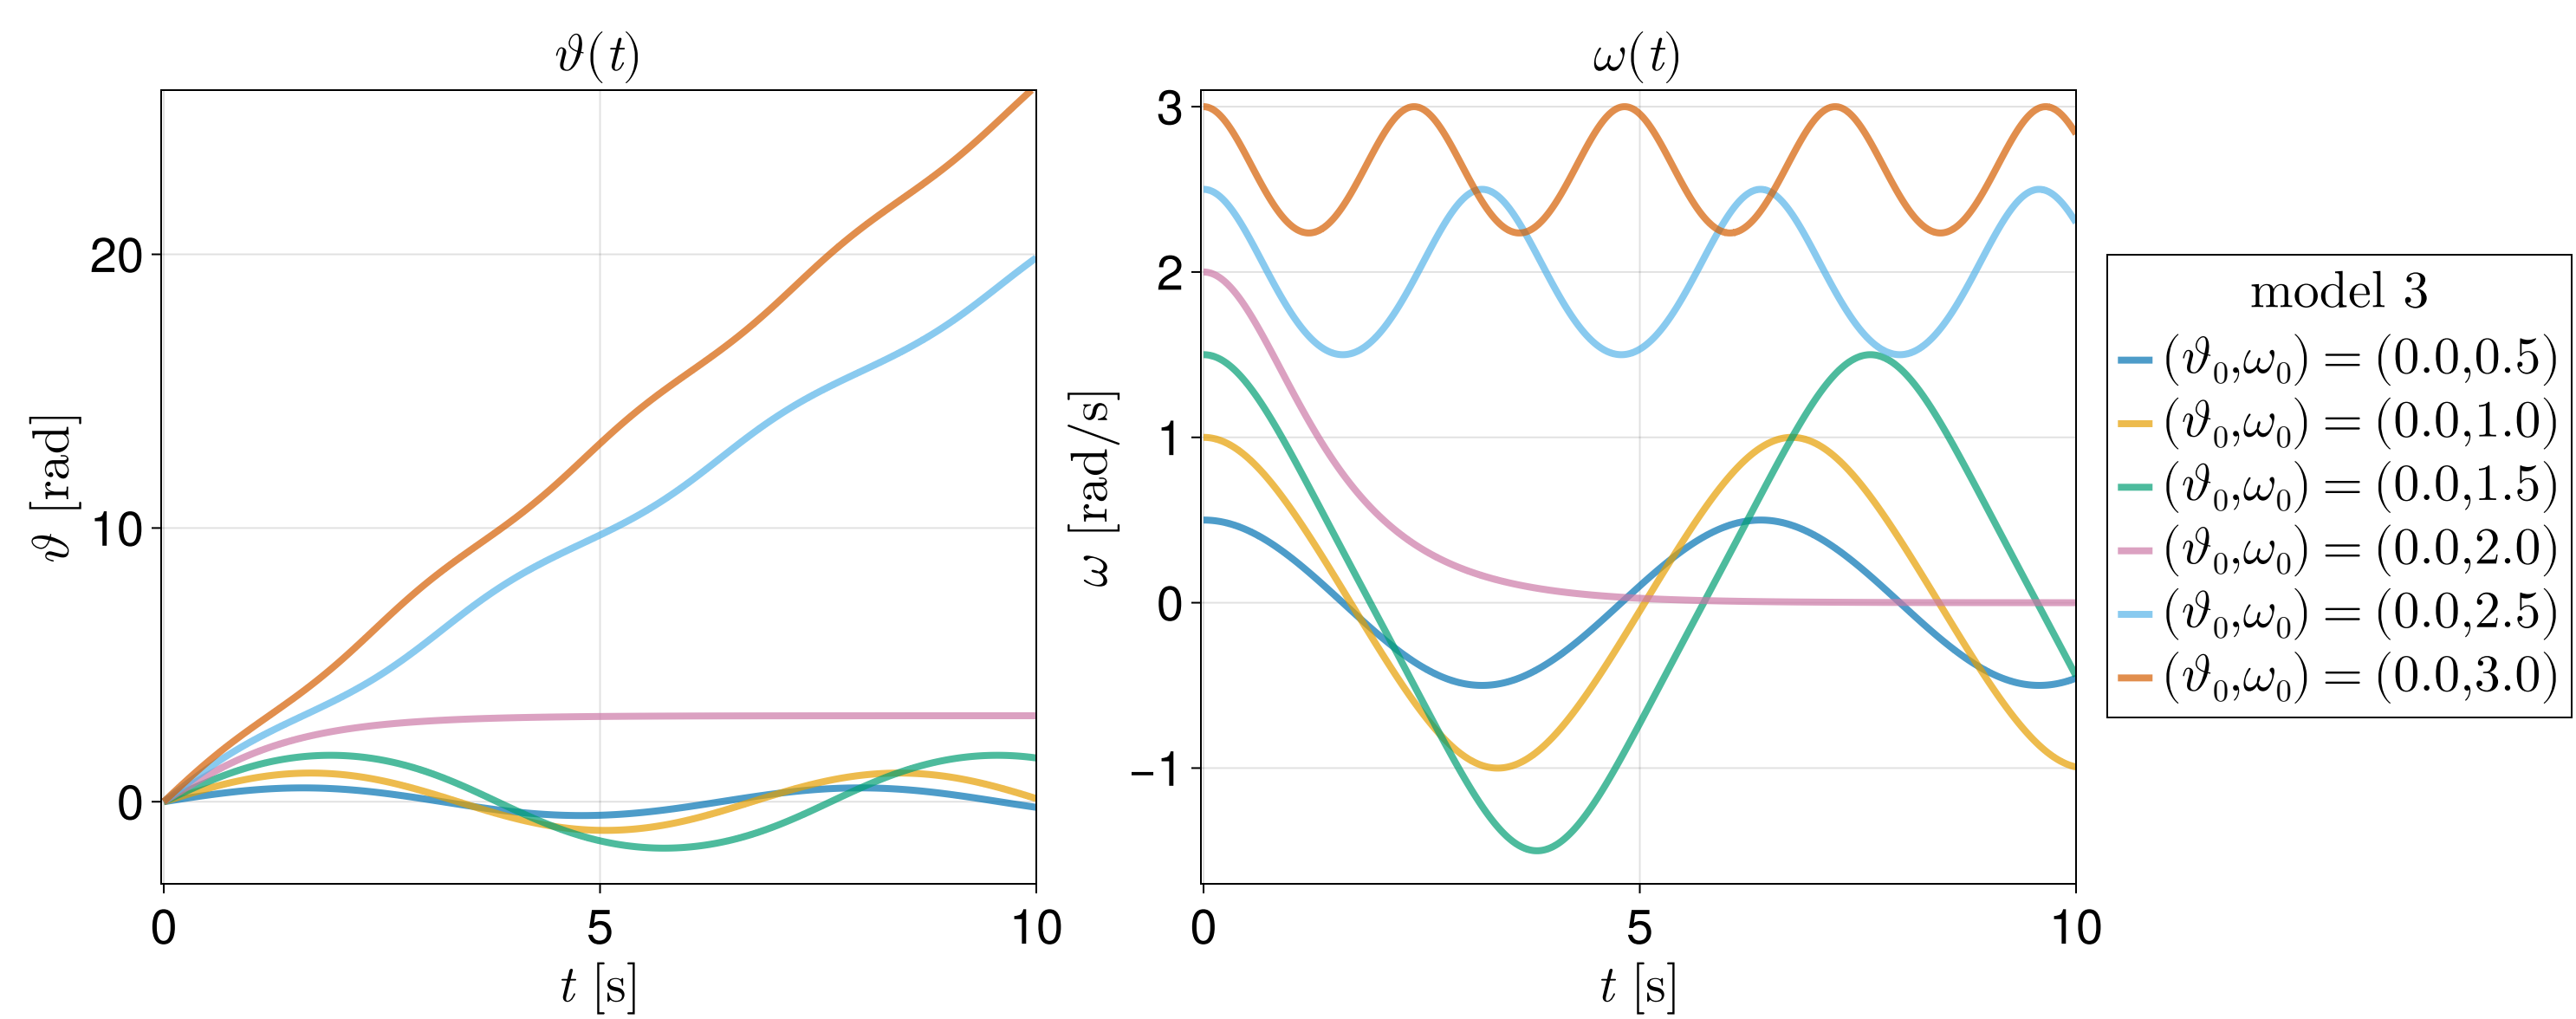 ϑ(t)
20
10
0
ϑ [rad]
0 5 10
t [s]
ω(t)
3
2
1
0
−1
ω [rad/s]
0 5 10
t [s]
model 3
(ϑ₀,ω₀) = (0.0,0.5)
(ϑ₀,ω₀) = (0.0,1.0)
(ϑ₀,ω₀) = (0.0,1.5)
(ϑ₀,ω₀) = (0.0,2.0)
(ϑ₀,ω₀) = (0.0,2.5)
(ϑ₀,ω₀) = (0.0,3.0)